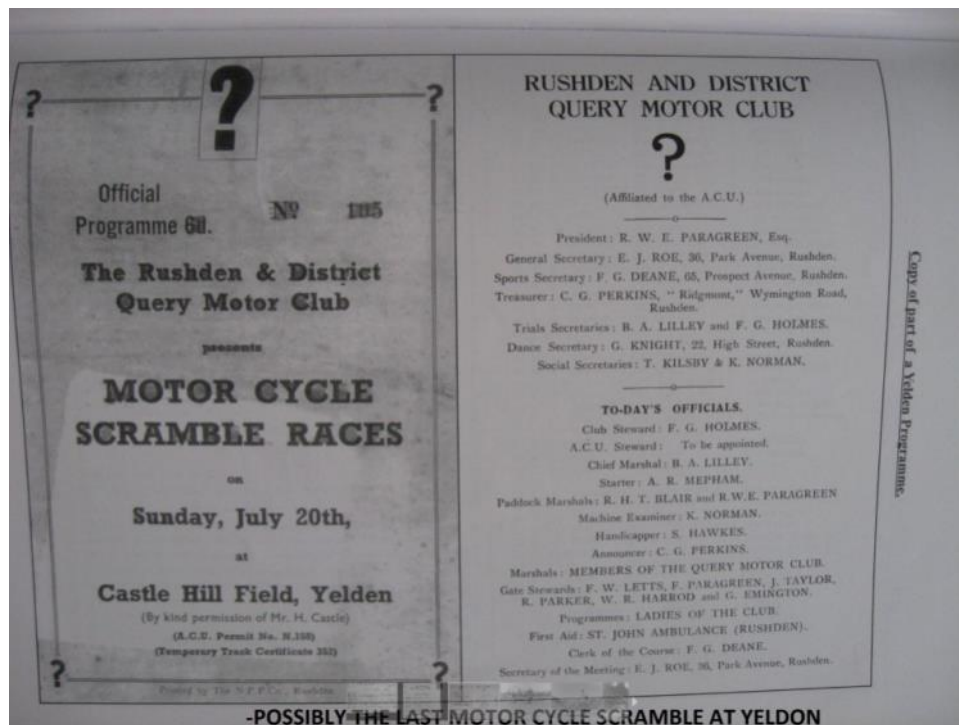 ?
?
?
Official
Programme 6d.
Nº 1185
The Rushden & District
Query Motor Club
presents
MOTOR CYCLE
SCRAMBLE RACES
on
Sunday, July 20th,
at
Castle Hill Field, Yelden
(By kind permission of Mr. H. Castle)
(A.C.U. Permit No.
(Temporary Track Certificate
?
?
Printed by The N.P.P.Co., Rushden.
RUSHDEN AND DISTRICT
QUERY MOTOR CLUB
?
(Affiliated to the A.C.U.)
President : R. W. E. PARAGREEN, Esq.
General Secretary : E. J. ROE, 36, Park Avenue, Rushden.
Sports Secretary : F. G. DEANE, 65, Prospect Avenue, Rushden.
Treasurer : C. G. PERKINS, " Ridgmont," Wymington Road,
Rushden.
Trials Secretaries : B. A. LILLEY and F. G. HOLMES.
Dance Secretary : G. KNIGHT, 22, High Street, Rushden.
Social Secretaries : T. KILSBY & K. NORMAN.
TO-DAY'S OFFICIALS.
Club Steward : F. G. HOLMES.
A.C.U. Steward : To be appointed.
Chief Marshal : B. A. LILLEY.
Starter : A. R. MEPHAM.
Paddock Marshals : R. H. T. BLAIR and R.W.E. PARAGREEN
Machine Examiner : K. NORMAN.
Handicapper : S. HAWKES.
Announcer : C. G. PERKINS.
Marshals : MEMBERS OF THE QUERY MOTOR CLUB.
Gate Stewards : F. W. LETTS, F. PARAGREEN, J. TAYLOR,
R. PARKER, W. R. HARROD and G. EMINGTON.
Programmes : LADIES OF THE CLUB.
First Aid : ST. JOHN AMBULANCE (RUSHDEN).
Clerk of the Course : F. G. DEANE.
Secretary of the Meeting : E. J. ROE, 36, Park Avenue, Rushden.
Copy of part of a Yelden Programme.
-POSSIBLY THE LAST MOTOR CYCLE SCRAMBLE AT YELDON